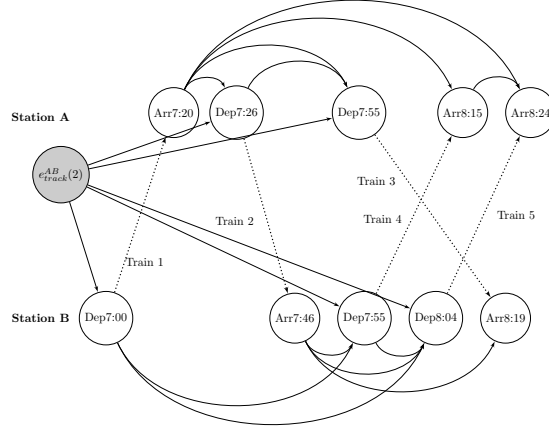 Station A
Arr7:20
Dep7:26
Dep7:55
Arr8:15
Arr8:24
e_{track}^{AB}(2)
Train 3
Train 2
Train 4
Train 5
Train 1
Station B
Dep7:00
Arr7:46
Dep7:55
Dep8:04
Arr8:19